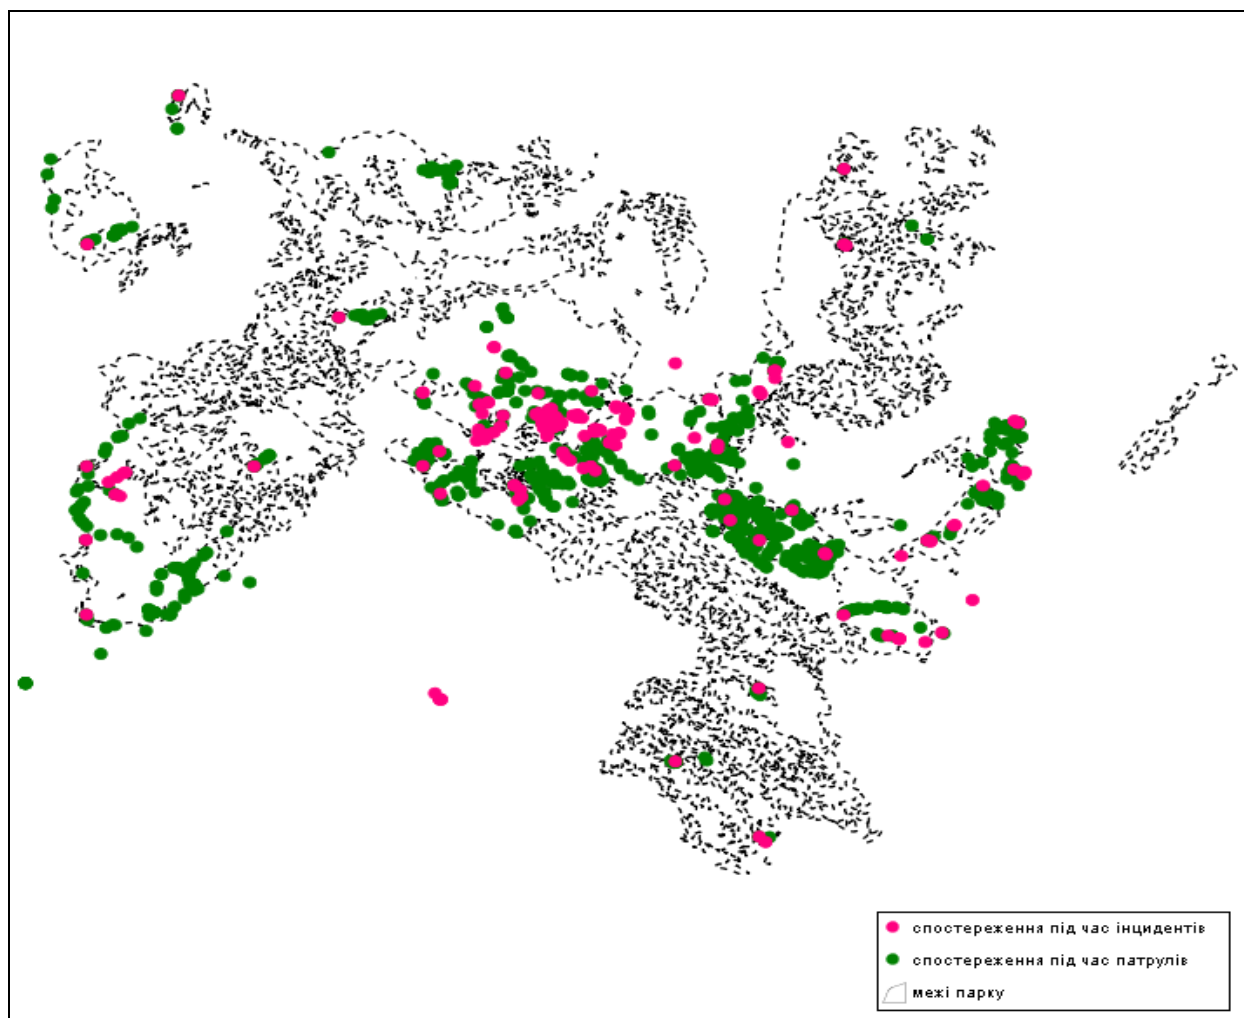 спостереження під час інцидентів
спостереження під час патрулів
межі парку